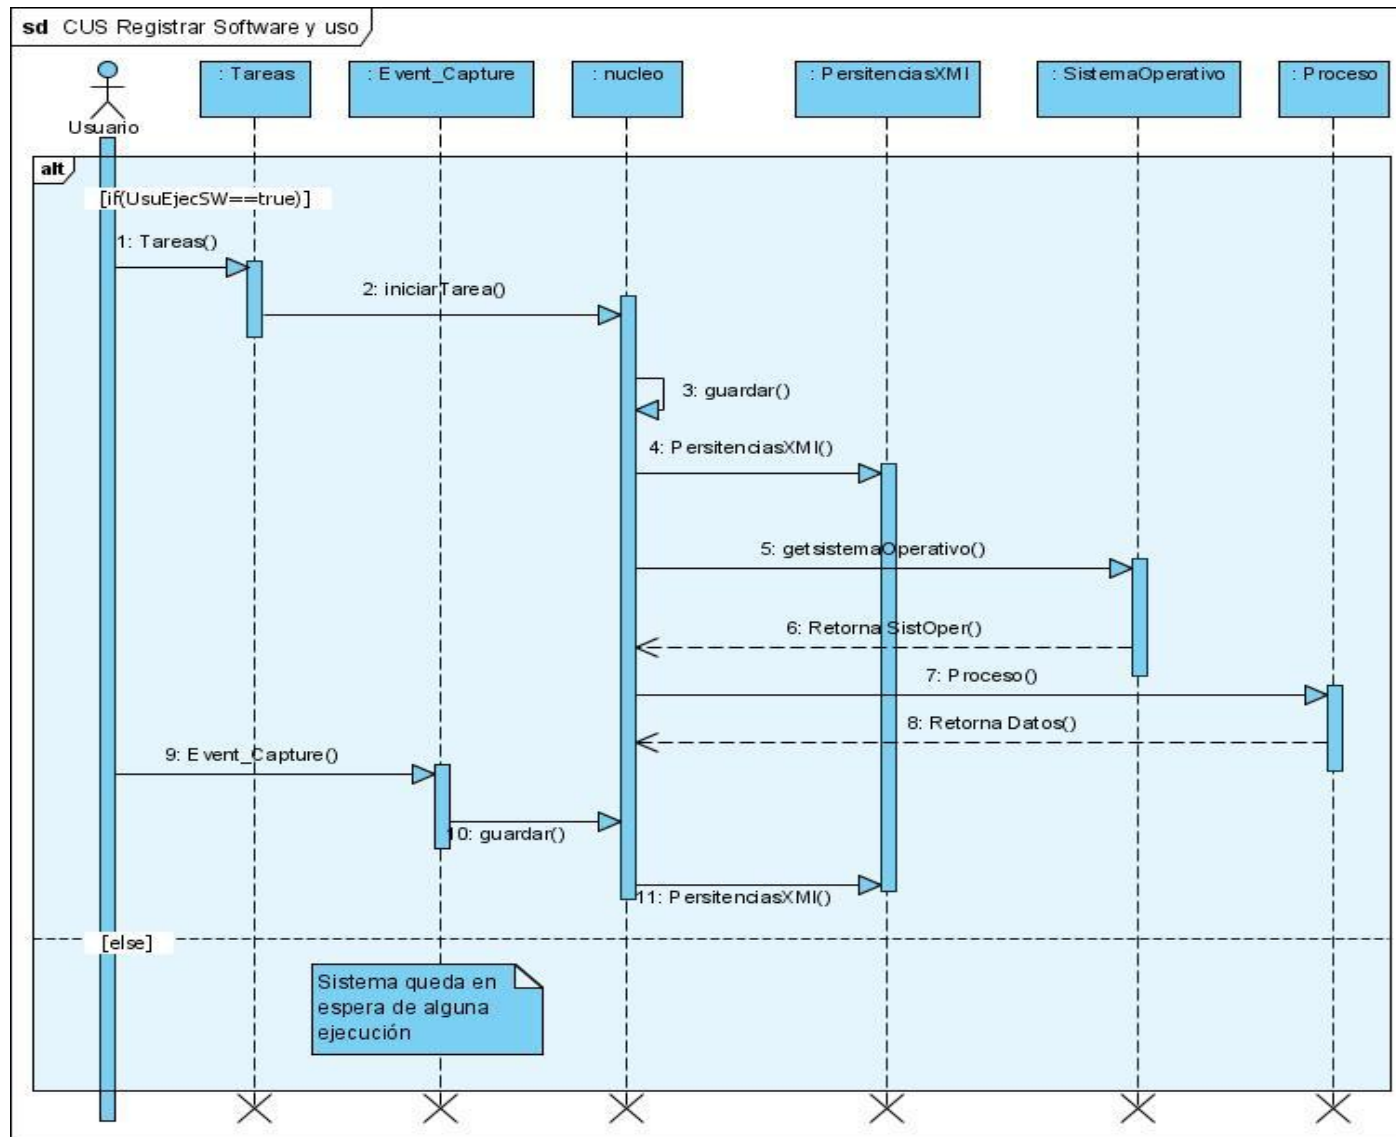 sd CUS Registrar Software y uso
: Tareas
: Event_Capture
: nucleo
: PersitenciasXMI
: SistemaOperativo
: Proceso
Usuario
alt
[if(UsuEjecSW==true)]
1: Tareas()
2: iniciarTarea()
3: guardar()
4: PersitenciasXMI()
5: getsistemaOperativo()
6: Retorna SistOper()
7: Proceso()
8: Retorna Datos()
9: Event_Capture()
10: guardar()
11: PersitenciasXMI()
[else]
Sistema queda en
espera de alguna
ejecución